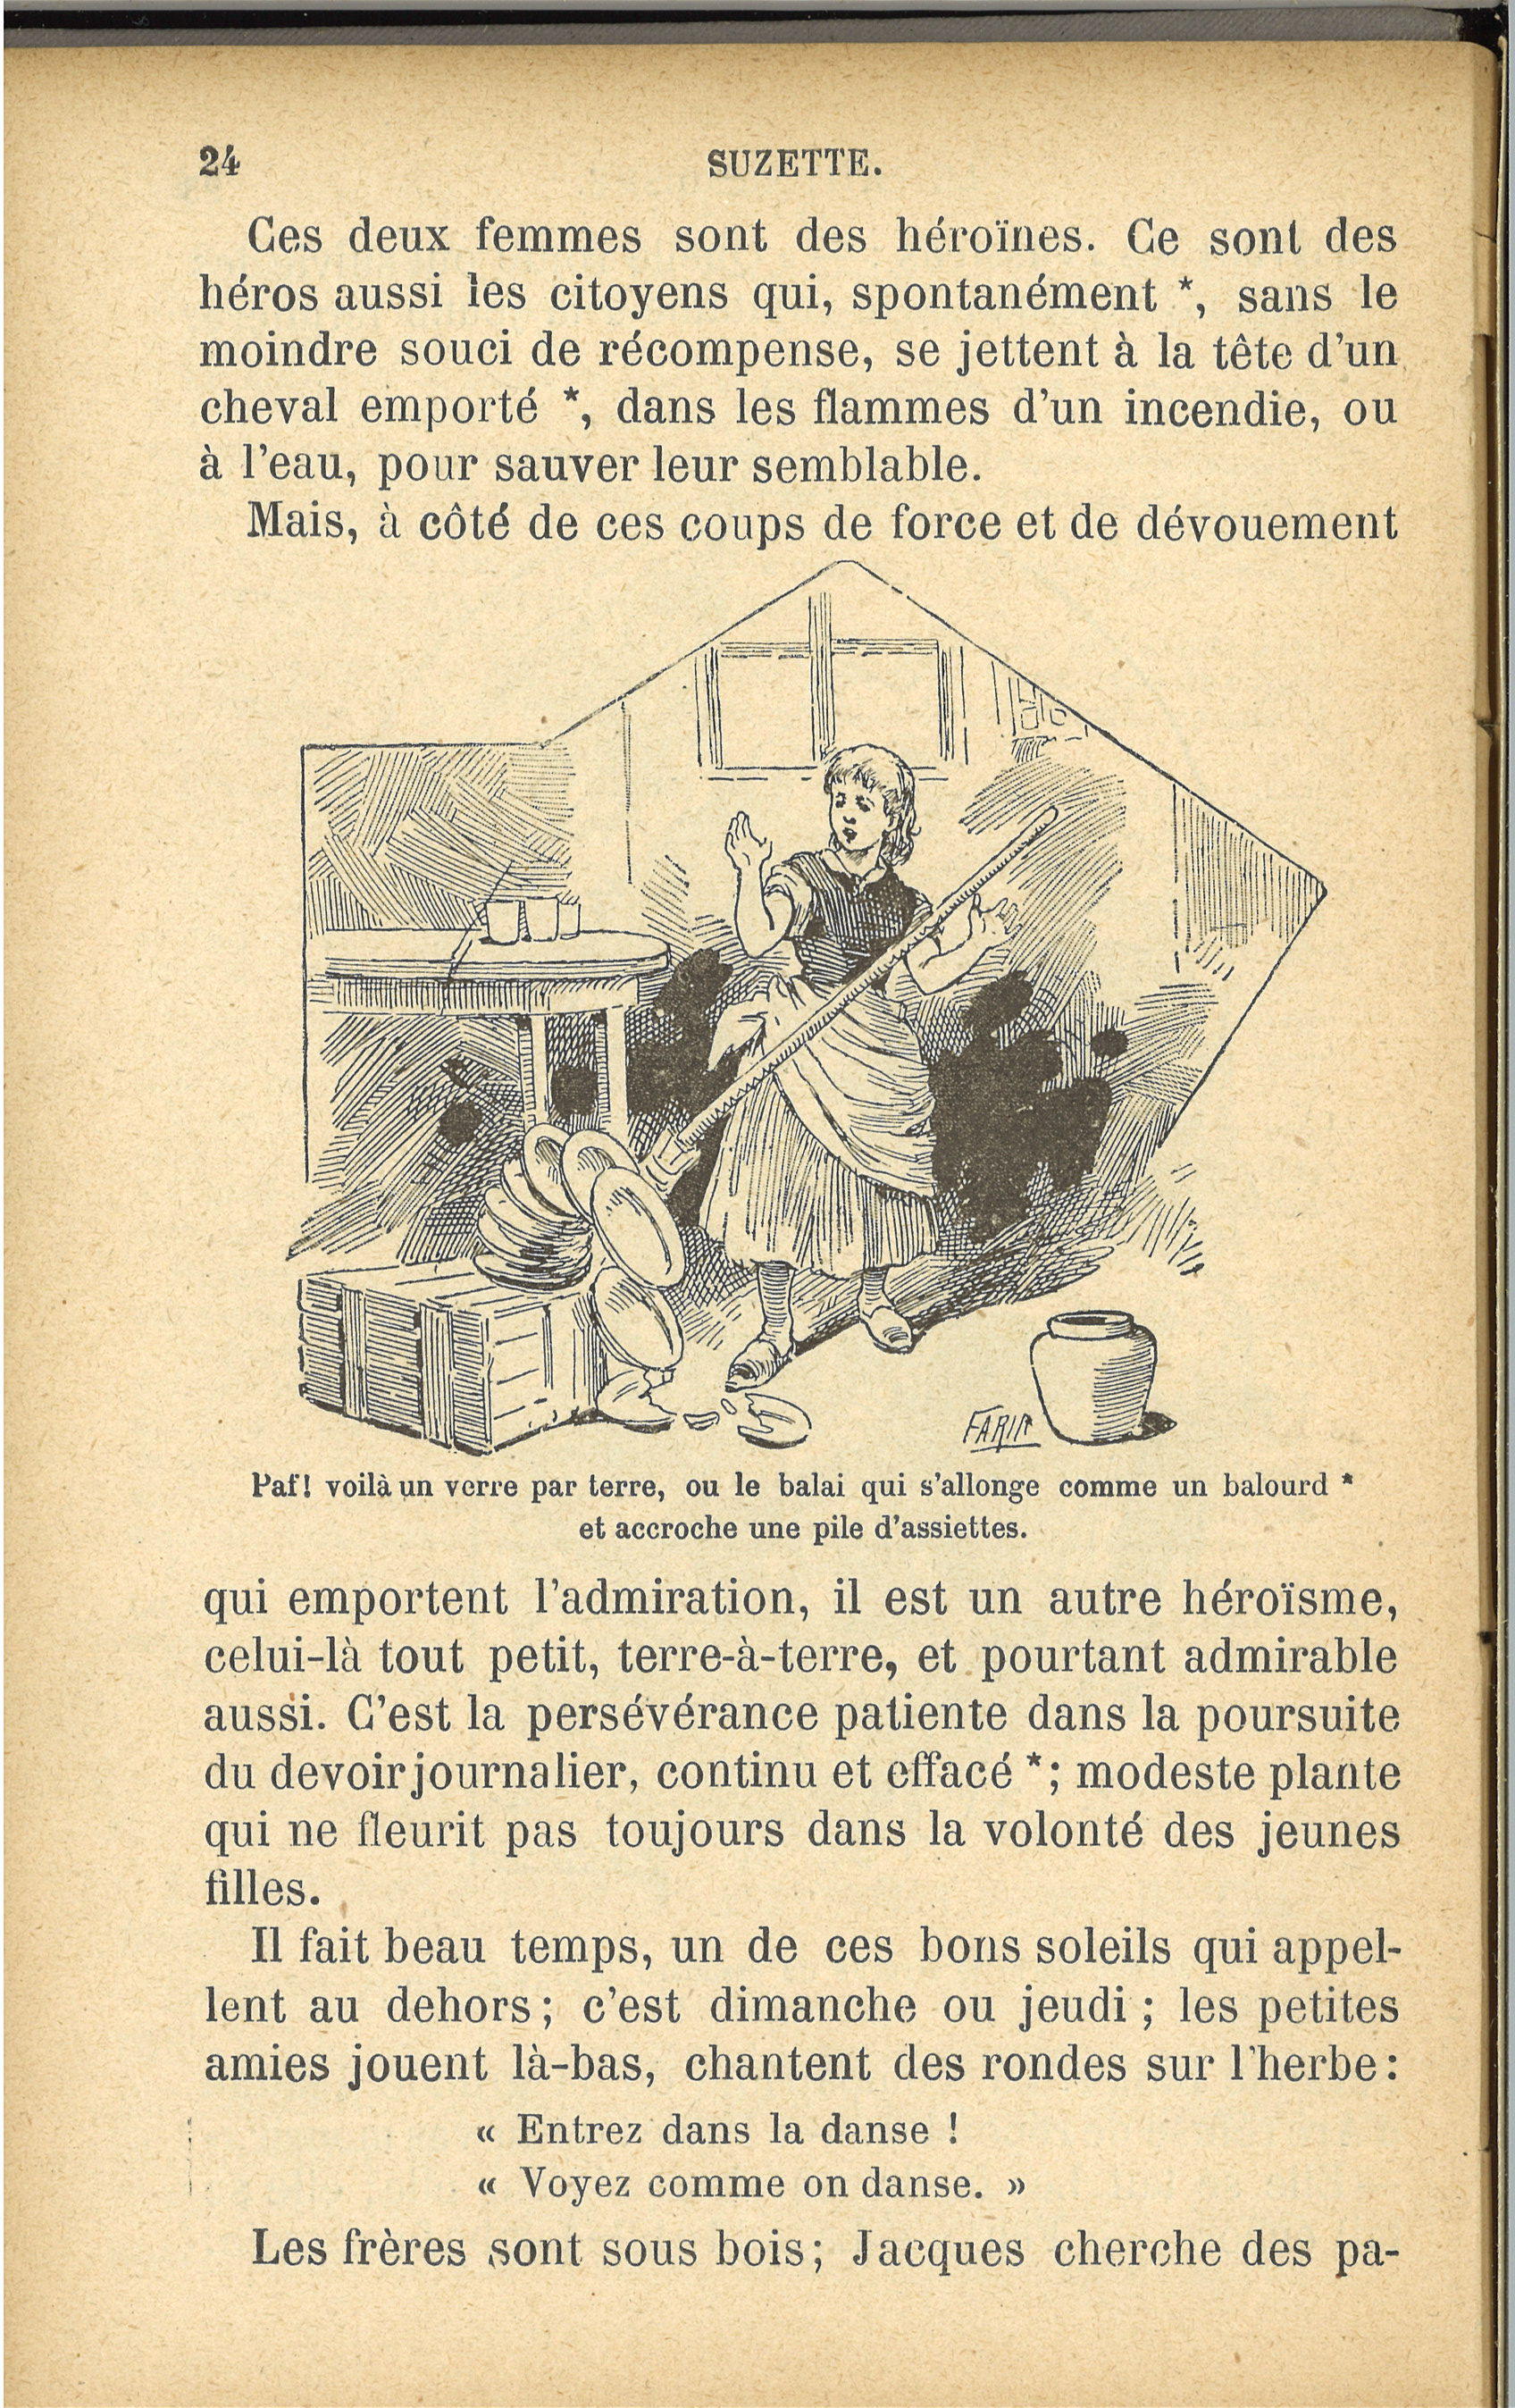 24
SUZETTE.
Ces deux femmes sont des héroïnes. Ce sont des
héros aussi les citoyens qui, spontanément *, sans le
moindre souci de récompense, se jettent à la tête d'un
cheval emporté *, dans les flammes d'un incendie, ou
à l'eau, pour sauver leur semblable.
Mais, à côté de ces coups de force et de dévouement
FARIA
Paf! voilà un verre par terre, ou le balai qui s'allonge comme un balourd *
et accroche une pile d'assiettes.
qui emportent l'admiration, il est un autre héroïsme,
celui-là tout petit, terre-à-terre, et pourtant admirable
aussi. C'est la persévérance patiente dans la poursuite
du devoir journalier, continu et effacé *; modeste plante
qui ne fleurit pas toujours dans la volonté des jeunes
filles.
Il fait beau temps, un de ces bons soleils qui appel-
lent au dehors; c'est dimanche ou jeudi; les petites
amies jouent là-bas, chantent des rondes sur l'herbe:
« Entrez dans la danse !
« Voyez comme on danse. »
Les frères sont sous bois; Jacques cherche des pa-